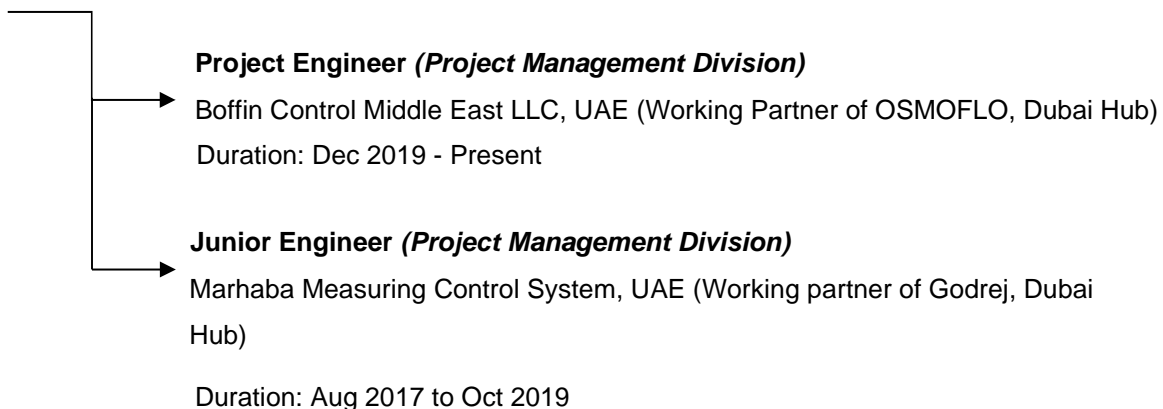 Project Engineer (Project Management Division)
Boffin Control Middle East LLC, UAE (Working Partner of OSMOFLO, Dubai Hub)
Duration: Dec 2019 - Present
Junior Engineer (Project Management Division)
Marhaba Measuring Control System, UAE (Working partner of Godrej, Dubai
Hub)
Duration: Aug 2017 to Oct 2019